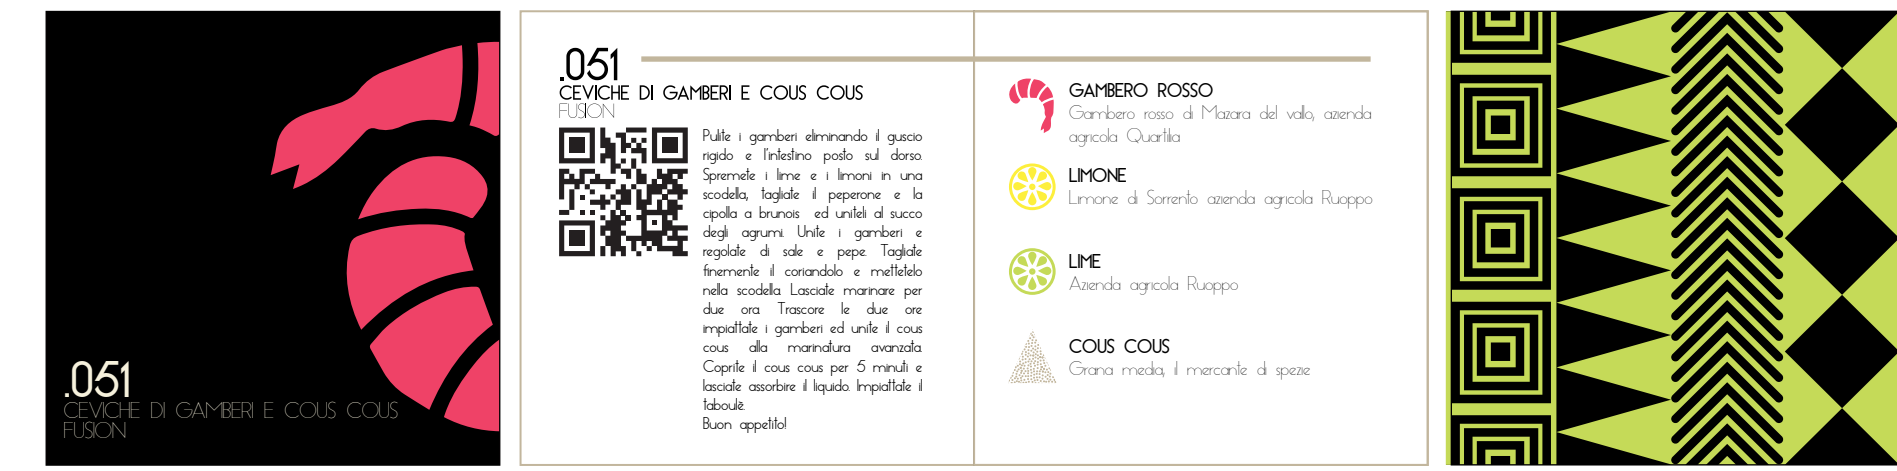 .051
CEVICHE DI GAMBERI E COUS COUS
FUSION
.051
CEVICHE DI GAMBERI E COUS COUS
FUSION
Pulite i gamberi eliminando il guscio
rigido e l'intestino posto sul dorso.
Spremete i lime e i limoni in una
scodella, tagliate il peperone e la
cipolla a brunois ed uniteli al succo
degli agrumi. Unite i gamberi e
regolate di sale e pepe. Tagliate
finemente il coriandolo e mettetelo
nella scodella. Lasciate marinare per
due ora. Trascore le due ore
impiattate i gamberi ed unite il cous
cous alla marinatura avanzata.
Coprite il cous cous per 5 minuti e
lasciate assorbire il liquido. Impiattate il
taboulè.
Buon appetito!
GAMBERO ROSSO
Gambero rosso di Mazara del vallo, azienda
agricola Quartilia
LIMONE
Limone di Sorrento azienda agricola Ruoppo
LIME
Azienda agricola Ruoppo
COUS COUS
Grana media, il mercante di spezie